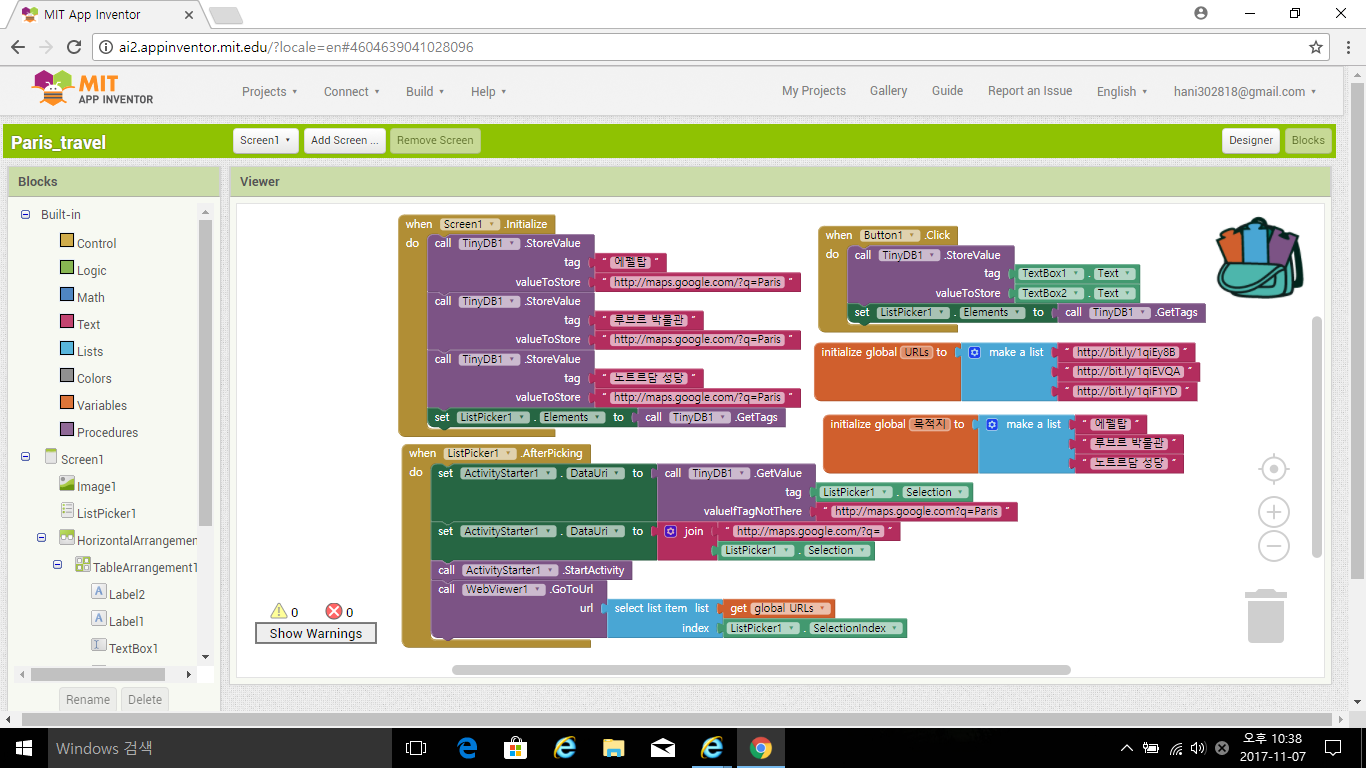 MIT App Inventor
ai2.appinventor.mit.edu/?locale=en#4604639041028096
MIT
APP INVENTOR
Projects
Connect
Build
Help
My Projects
Gallery
Guide
Report an Issue
English
hani302818@gmail.com
Paris_travel
Screen1
Add Screen ...
Remove Screen
Designer
Blocks
Blocks
Built-in
Control
Logic
Math
Text
Lists
Colors
Variables
Procedures
Screen1
Image1
ListPicker1
HorizontalArrangemen
TableArrangement1
Label2
Label1
TextBox1
Rename
Delete
Viewer
when Screen1 .Initialize
do call TinyDB1 .StoreValue
tag " 에펠탑 "
valueToStore " http://maps.google.com/?q=Paris
call TinyDB1 .StoreValue
tag " 루브르 박물관 "
valueToStore " http://maps.google.com/?q=Paris
call TinyDB1 .StoreValue
tag " 노트르담 성당 "
valueToStore " http://maps.google.com/?q=Paris
set ListPicker1 . Elements to call TinyDB1 .GetTags
when ListPicker1 .AfterPicking
do set ActivityStarter1 . DataUri to call TinyDB1 .GetValue
tag ListPicker1 . Selection
valueIfTagNotThere " http://maps.google.com?q=Paris
set ActivityStarter1 . DataUri to join " http://maps.google.com/?q= "
ListPicker1 . Selection
call ActivityStarter1 .StartActivity
call WebViewer1 .GoToUrl
url select list item list get global URLs
index ListPicker1 . SelectionIndex
when Button1 .Click
do call TinyDB1 .StoreValue
tag TextBox1 . Text
valueToStore TextBox2 . Text
set ListPicker1 . Elements to call TinyDB1 .GetTags
initialize global URLs to make a list " http://bit.ly/1qiEy8B "
" http://bit.ly/1qiEVQA "
" http://bit.ly/1qiF1YD "
initialize global 목적지 to make a list " 에펠탑 "
" 루브르 박물관 "
" 노트르담 성당 "
0
0
Show Warnings
Windows 검색
오후 10:38
2017-11-07